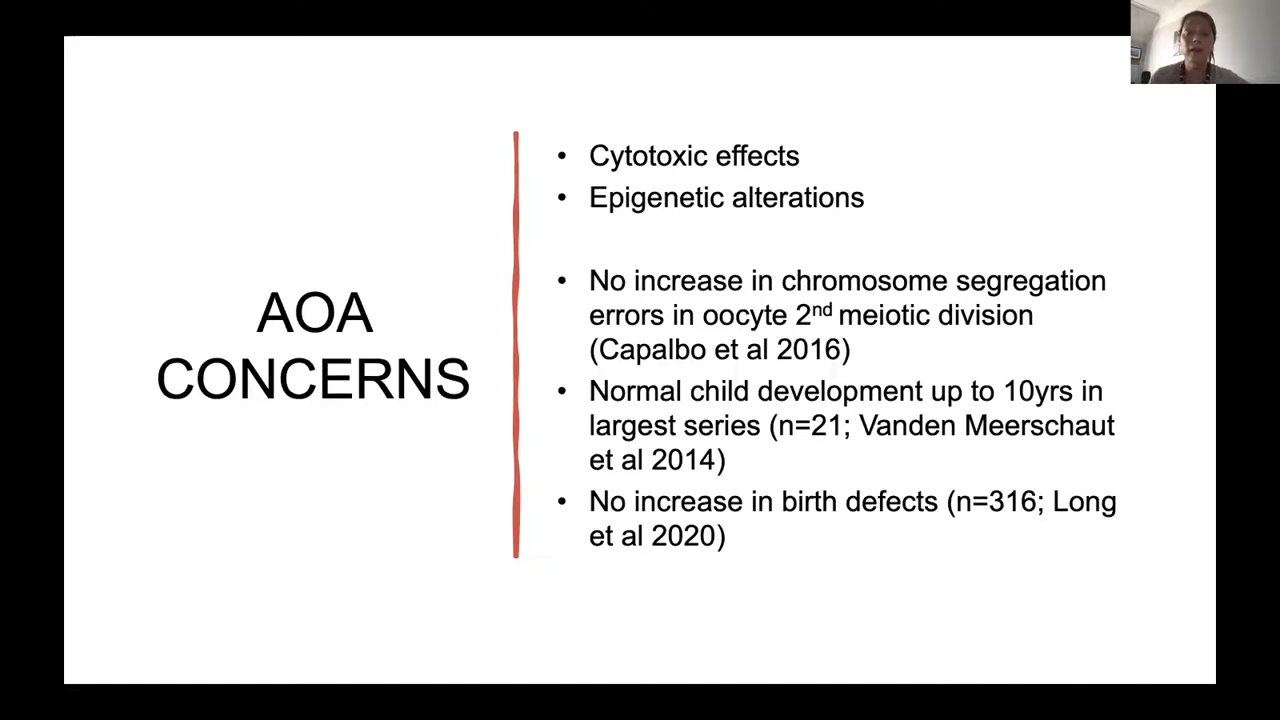 AOA
CONCERNS
• Cytotoxic effects
• Epigenetic alterations
• No increase in chromosome segregation
errors in oocyte 2nd meiotic division
(Capalbo et al 2016)
• Normal child development up to 10yrs in
largest series (n=21; Vanden Meerschaut
et al 2014)
• No increase in birth defects (n=316; Long
et al 2020)